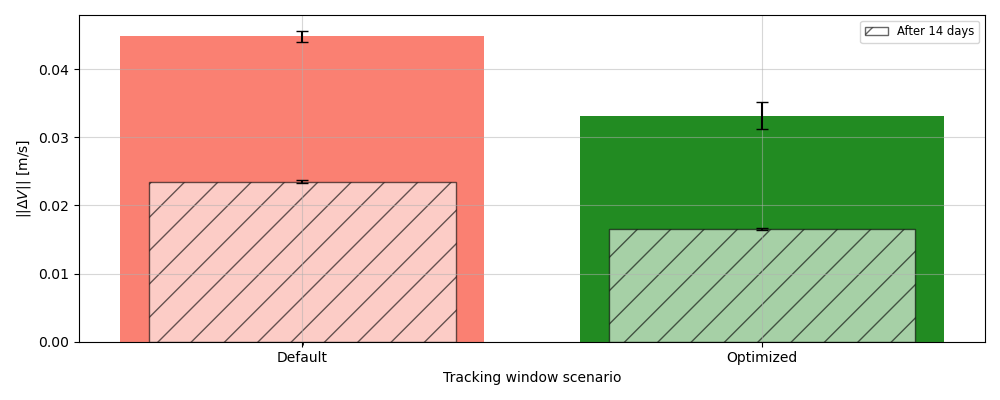 After 14 days
||ΔV|| [m/s]
0.04
0.03
0.02
0.01
0.00
Default
Optimized
Tracking window scenario